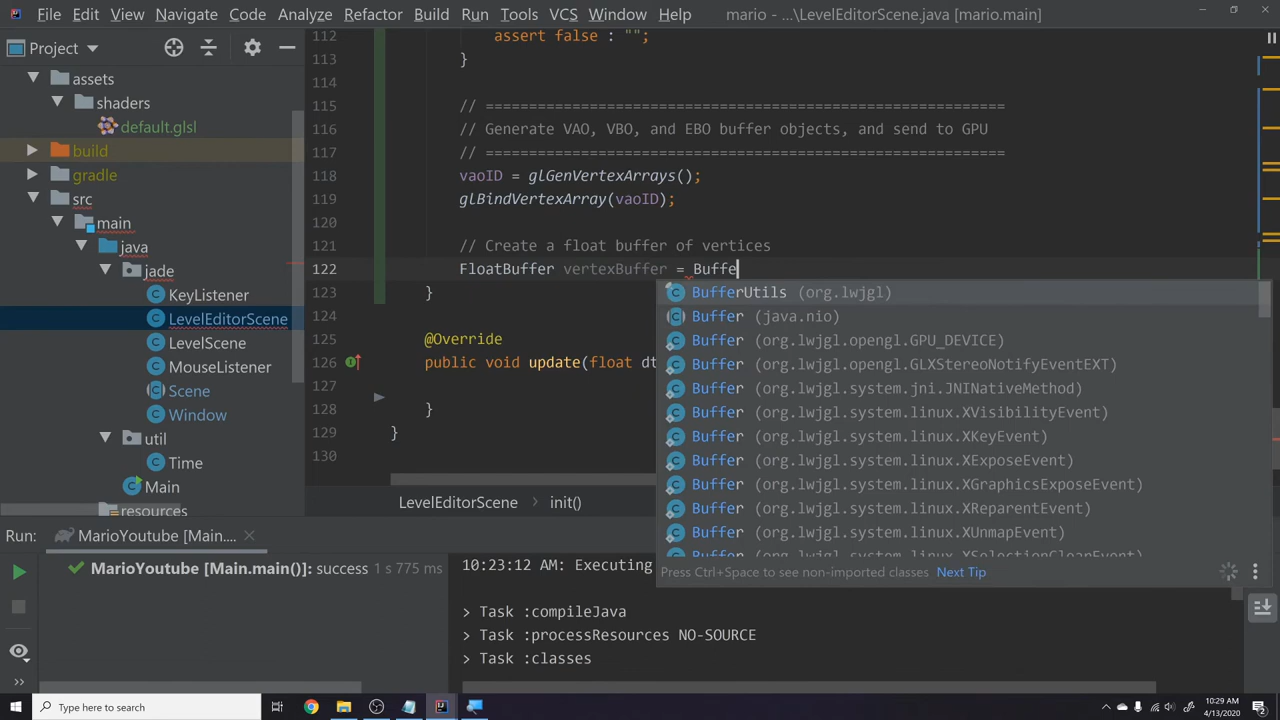 File Edit View Navigate Code Analyze Refactor Build Run Tools VCS Window Help mario - ...\LevelEditorScene.java [mario.main]
Project
assets
shaders
default.glsl
build
gradle
src
main
java
jade
KeyListener
LevelEditorScene
LevelScene
MouseListener
Scene
Window
util
Time
Main
resources
112 assert false : "";
113 }
114
115 // ============================================================
116 // Generate VAO, VBO, and EBO buffer objects, and send to GPU
117 // ============================================================
118 vaoID = glGenVertexArrays();
119 glBindVertexArray(vaoID);
120
121 // Create a float buffer of vertices
122 FloatBuffer vertexBuffer = Buffe
123 }
124
125 @Override
126 public void update(float dt
127
128 }
129 }
130
BufferUtils (org.lwjgl)
Buffer (java.nio)
Buffer (org.lwjgl.opengl.GPU_DEVICE)
Buffer (org.lwjgl.opengl.GLXStereoNotifyEventEXT)
Buffer (org.lwjgl.system.jni.JNINativeMethod)
Buffer (org.lwjgl.system.linux.XVisibilityEvent)
Buffer (org.lwjgl.system.linux.XKeyEvent)
Buffer (org.lwjgl.system.linux.XExposeEvent)
Buffer (org.lwjgl.system.linux.XGraphicsExposeEvent)
Buffer (org.lwjgl.system.linux.XReparentEvent)
Buffer (org.lwjgl.system.linux.XUnmapEvent)
Buffer (org.lwjgl.system.linux.XSelectionClearEvent)
Press Ctrl+Space to see non-imported classes Next Tip
LevelEditorScene > init()
Run: MarioYoutube [Main....
MarioYoutube [Main.main()]: success 1 s 775 ms
10:23:12 AM: Executing
> Task :compileJava
> Task :processResources NO-SOURCE
> Task :classes
Type here to search
10:29 AM
4/13/2020
2